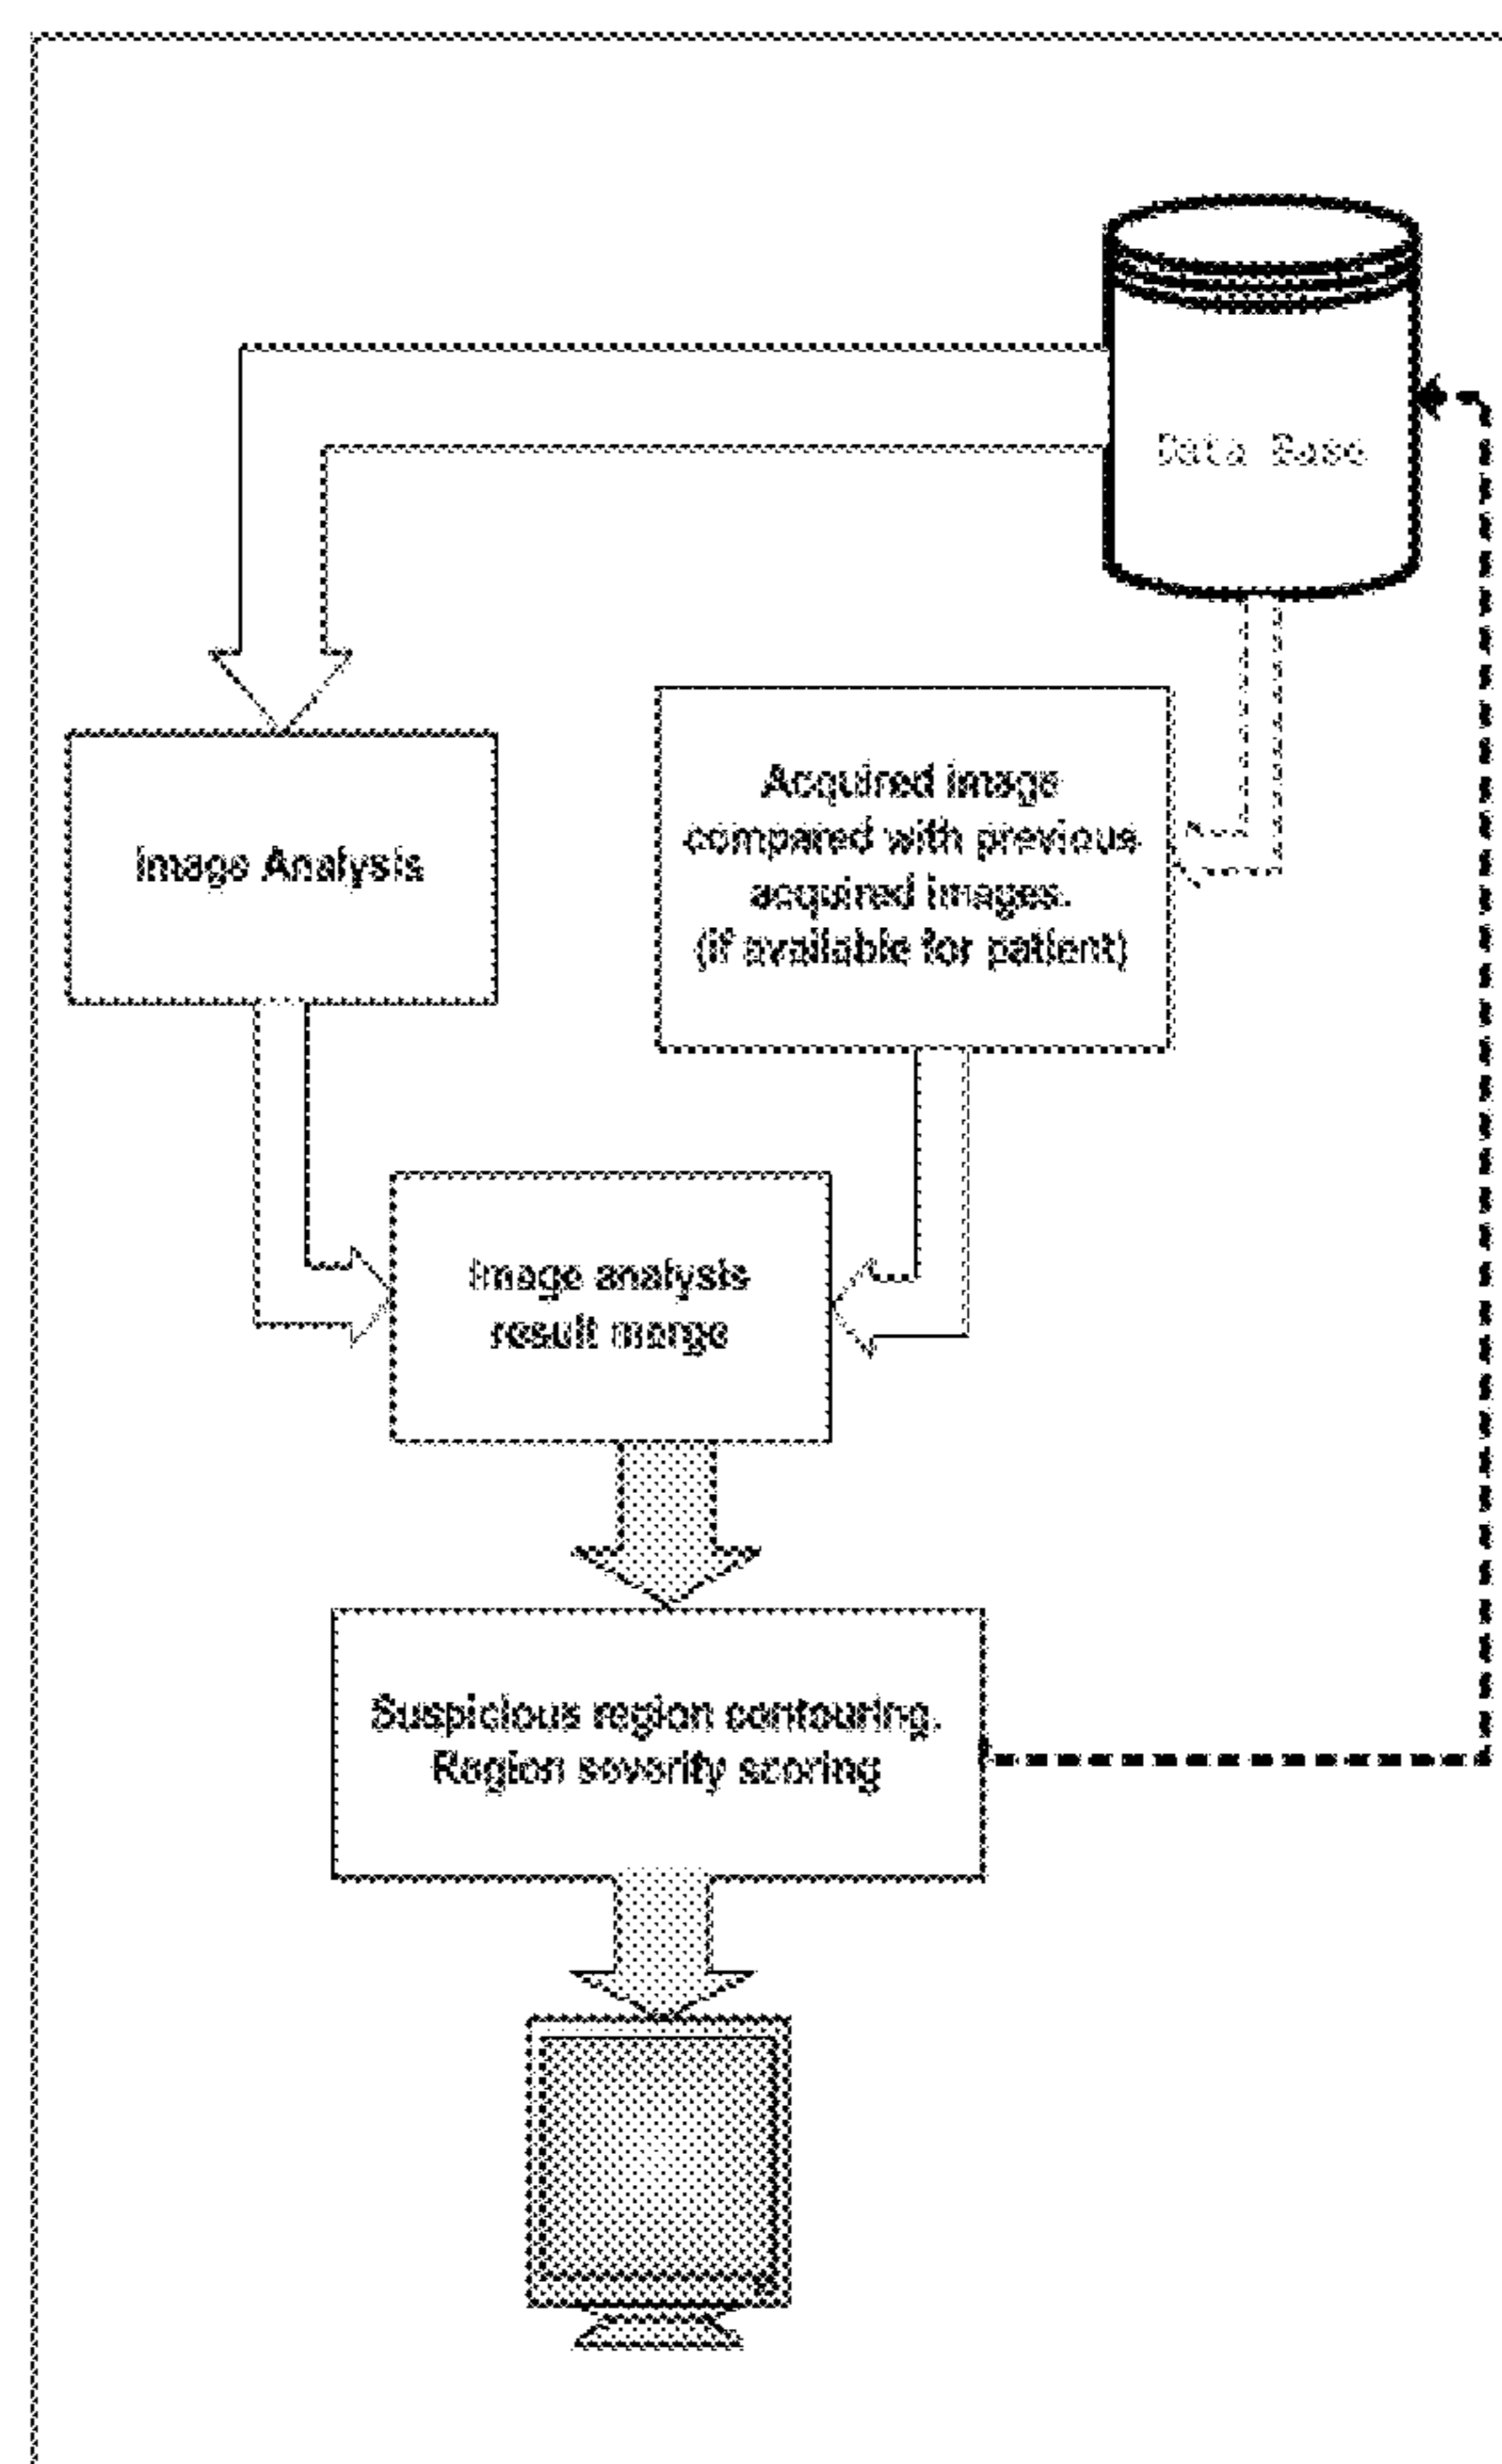 Data Base
Image Analysis
Acquired image
compared with previous
acquired images.
(if available for patient)
Image analysis
result merge
Suspicious region contouring.
Region severity scoring